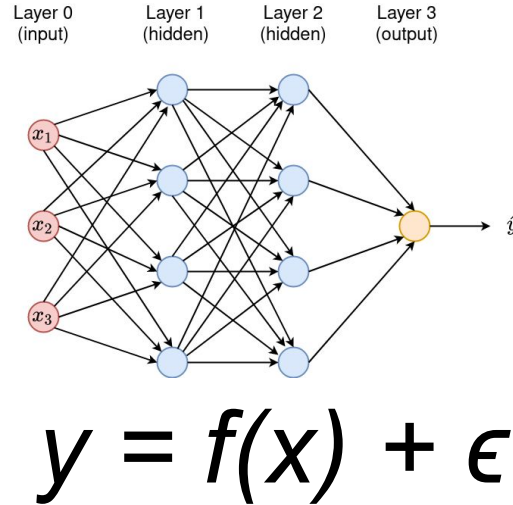 Layer 0 Layer 1 Layer 2 Layer 3
(input) (hidden) (hidden) (output)
x₁
x₂
x₃
y = f(x) + ϵ